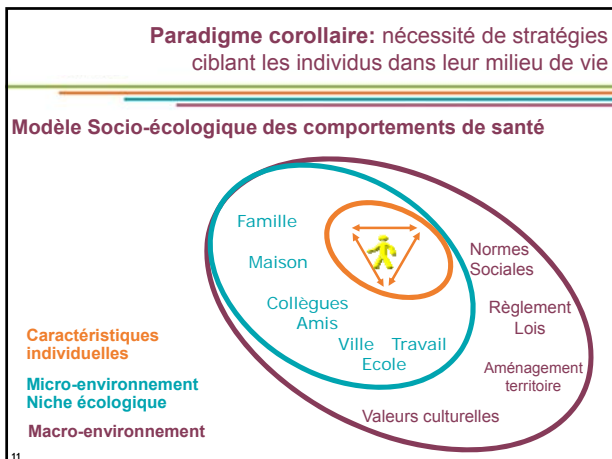 Paradigme corollaire: nécessité de stratégies
ciblant les individus dans leur milieu de vie
Modèle Socio-écologique des comportements de santé
Famille
Maison
Collègues
Amis
Ville Travail
Ecole
Normes
Sociales
Règlement
Lois
Aménagement
territoire
Valeurs culturelles
Caractéristiques
individuelles
Micro-environnement
Niche écologique
Macro-environnement
11